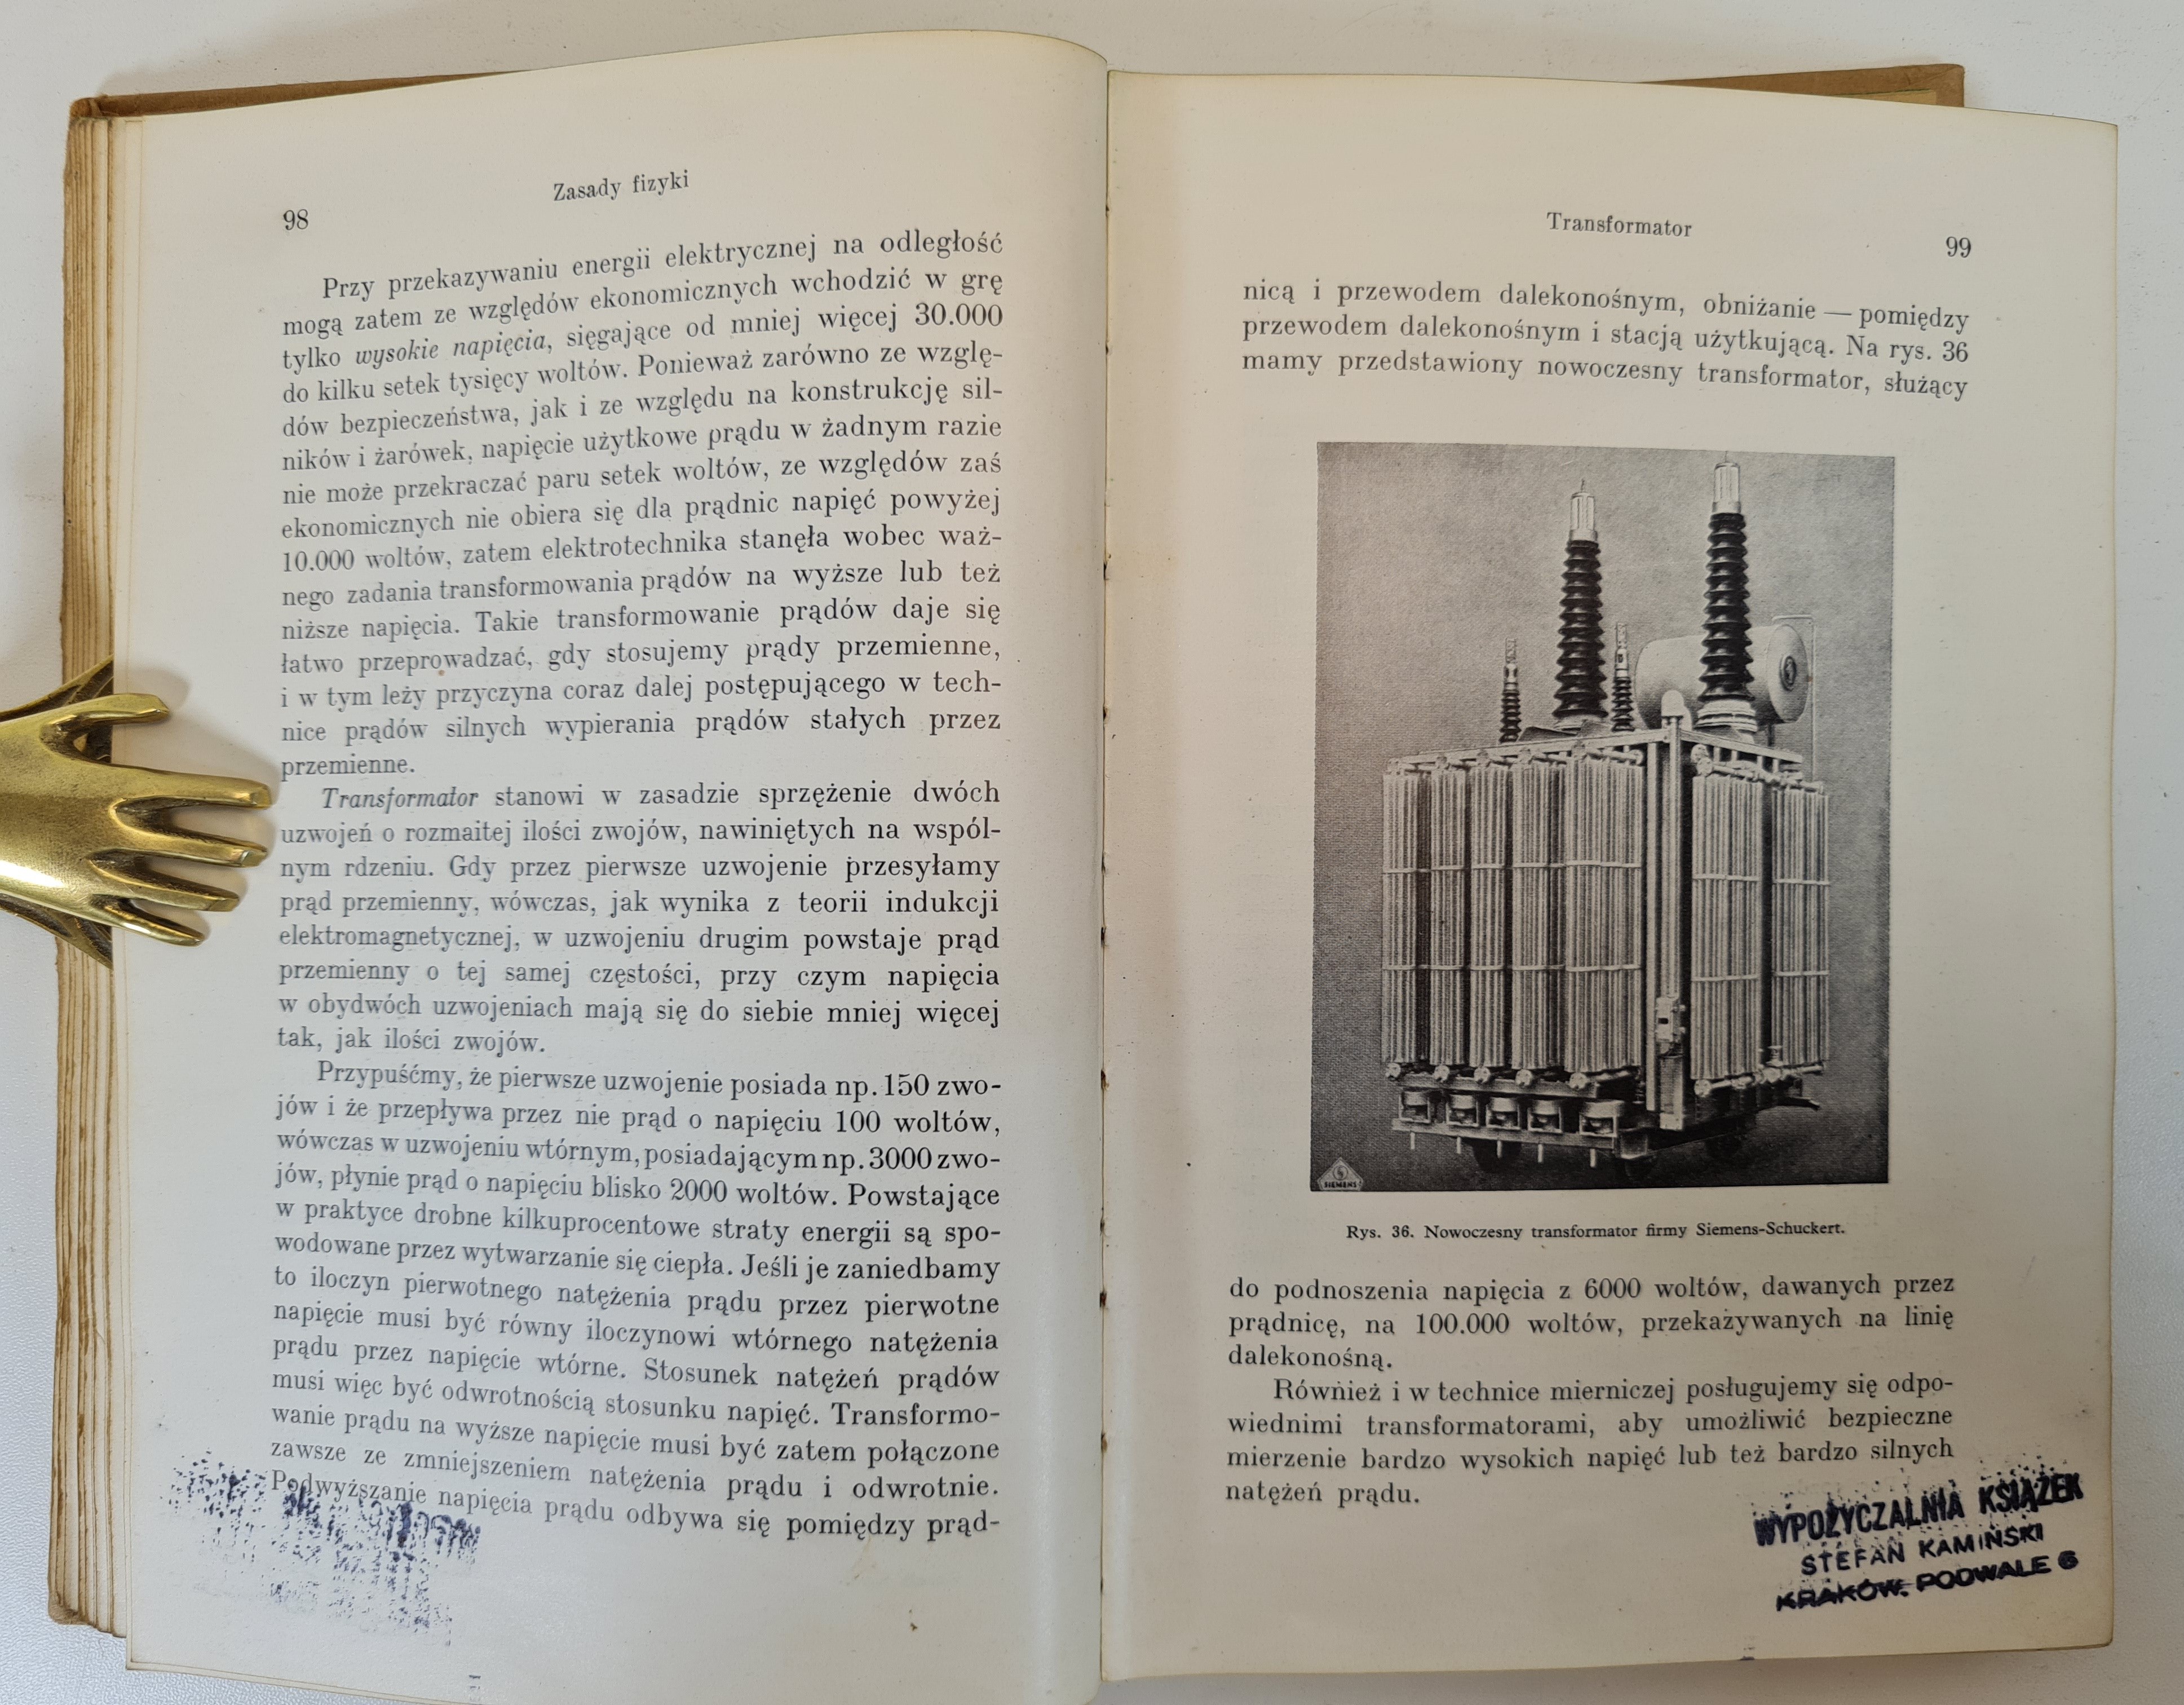 98
Zasady fizyki
Przy przekazywaniu energii elektrycznej na odległość
mogą zatem ze względów ekonomicznych wchodzić w grę
tylko wysokie napięcia, sięgające od mniej więcej 30.000
do kilku setek tysięcy woltów. Ponieważ zarówno ze wzglę-
dów bezpieczeństwa, jak i ze względu na konstrukcję sil-
ników i żarówek, napięcie użytkowe prądu w żadnym razie
nie może przekraczać paru setek woltów, ze względów zaś
ekonomicznych nie obiera się dla prądnic napięć powyżej
10.000 woltów, zatem elektrotechnika stanęła wobec waż-
nego zadania transformowania prądów na wyższe lub też
niższe napięcia. Takie transformowanie prądów daje się
łatwo przeprowadzać, gdy stosujemy prądy przemienne,
i w tym leży przyczyna coraz dalej postępującego w tech-
nice prądów silnych wypierania prądów stałych przez
przemienne.
Transformator stanowi w zasadzie sprzężenie dwóch
uzwojeń o rozmaitej ilości zwojów, nawiniętych na wspól-
nym rdzeniu. Gdy przez pierwsze uzwojenie przesyłamy
prąd przemienny, wówczas, jak wynika z teorii indukcji
elektromagnetycznej, w uzwojeniu drugim powstaje prąd
przemienny o tej samej częstości, przy czym napięcia
w obydwóch uzwojeniach mają się do siebie mniej więcej
tak, jak ilości zwojów.
Przypuśćmy, że pierwsze uzwojenie posiada np. 150 zwo-
jów i że przepływa przez nie prąd o napięciu 100 woltów,
wówczas w uzwojeniu wtórnym, posiadającym np. 3000 zwo-
jów, płynie prąd o napięciu blisko 2000 woltów. Powstające
w praktyce drobne kilkuprocentowe straty energii są spo-
wodowane przez wytwarzanie się ciepła. Jeśli je zaniedbamy
to iloczyn pierwotnego natężenia prądu przez pierwotne
napięcie musi być równy iloczynowi wtórnego natężenia
prądu przez napięcie wtórne. Stosunek natężeń prądów
musi więc być odwrotnością stosunku napięć. Transformo-
wanie prądu na wyższe napięcie musi być zatem połączone
zawsze ze zmniejszeniem natężenia prądu i odwrotnie.
Podwyższanie napięcia prądu odbywa się pomiędzy prąd-
Transformator
99
nicą i przewodem dalekonośnym, obniżanie — pomiędzy
przewodem dalekonośnym i stacją użytkującą. Na rys. 36
mamy przedstawiony nowoczesny transformator, służący
SIEMENS
Rys. 36. Nowoczesny transformator firmy Siemens-Schuckert.
do podnoszenia napięcia z 6000 woltów, dawanych przez
prądnicę, na 100.000 woltów, przekazywanych na linię
dalekonośną.
Również i w technice mierniczej posługujemy się odpo-
wiednimi transformatorami, aby umożliwić bezpieczne
mierzenie bardzo wysokich napięć lub też bardzo silnych
natężeń prądu.
WYPOŻYCZALNIA KSIĄŻEK
STEFAN KAMIŃSKI
KRAKÓW, PODWALE 6